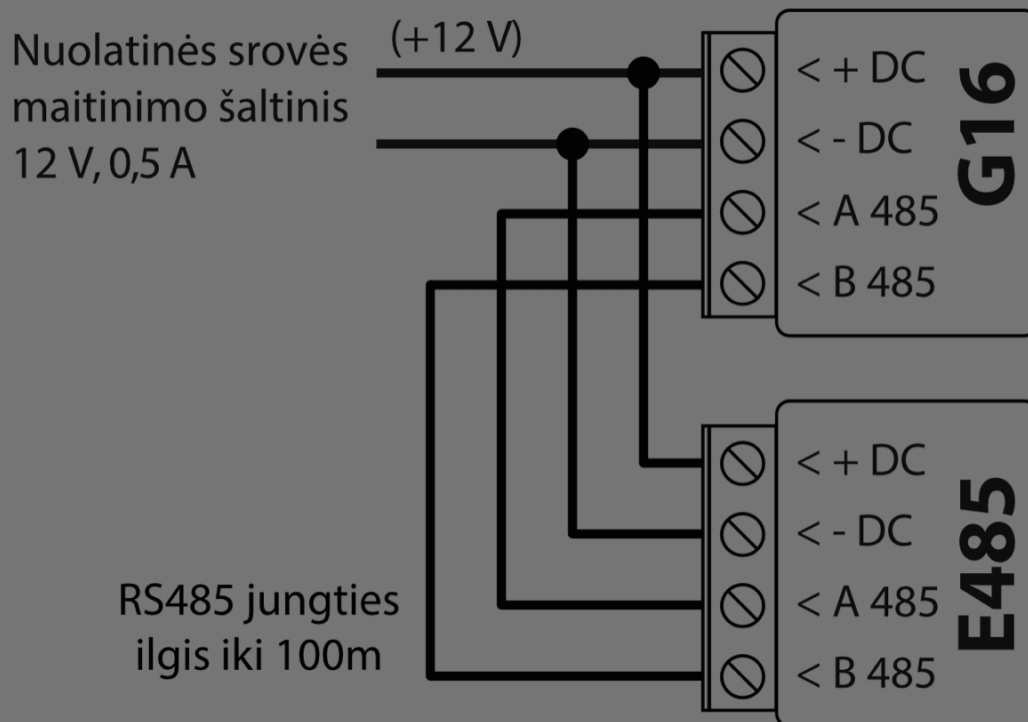 Nuolatinės srovės
maitinimo šaltinis
12 V, 0,5 A
(+12 V)
< + DC
< - DC
< A 485
< B 485
G16
< + DC
< - DC
< A 485
< B 485
E485
RS485 jungties
ilgis iki 100m